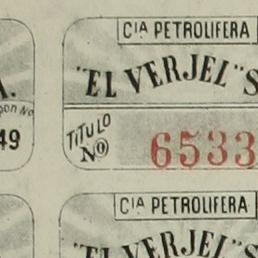 CIA PETROLIFERA
"EL VERJEL" S
TITULO
No 6533
49
CIA PETROLIFERA
"EL VERJEL"